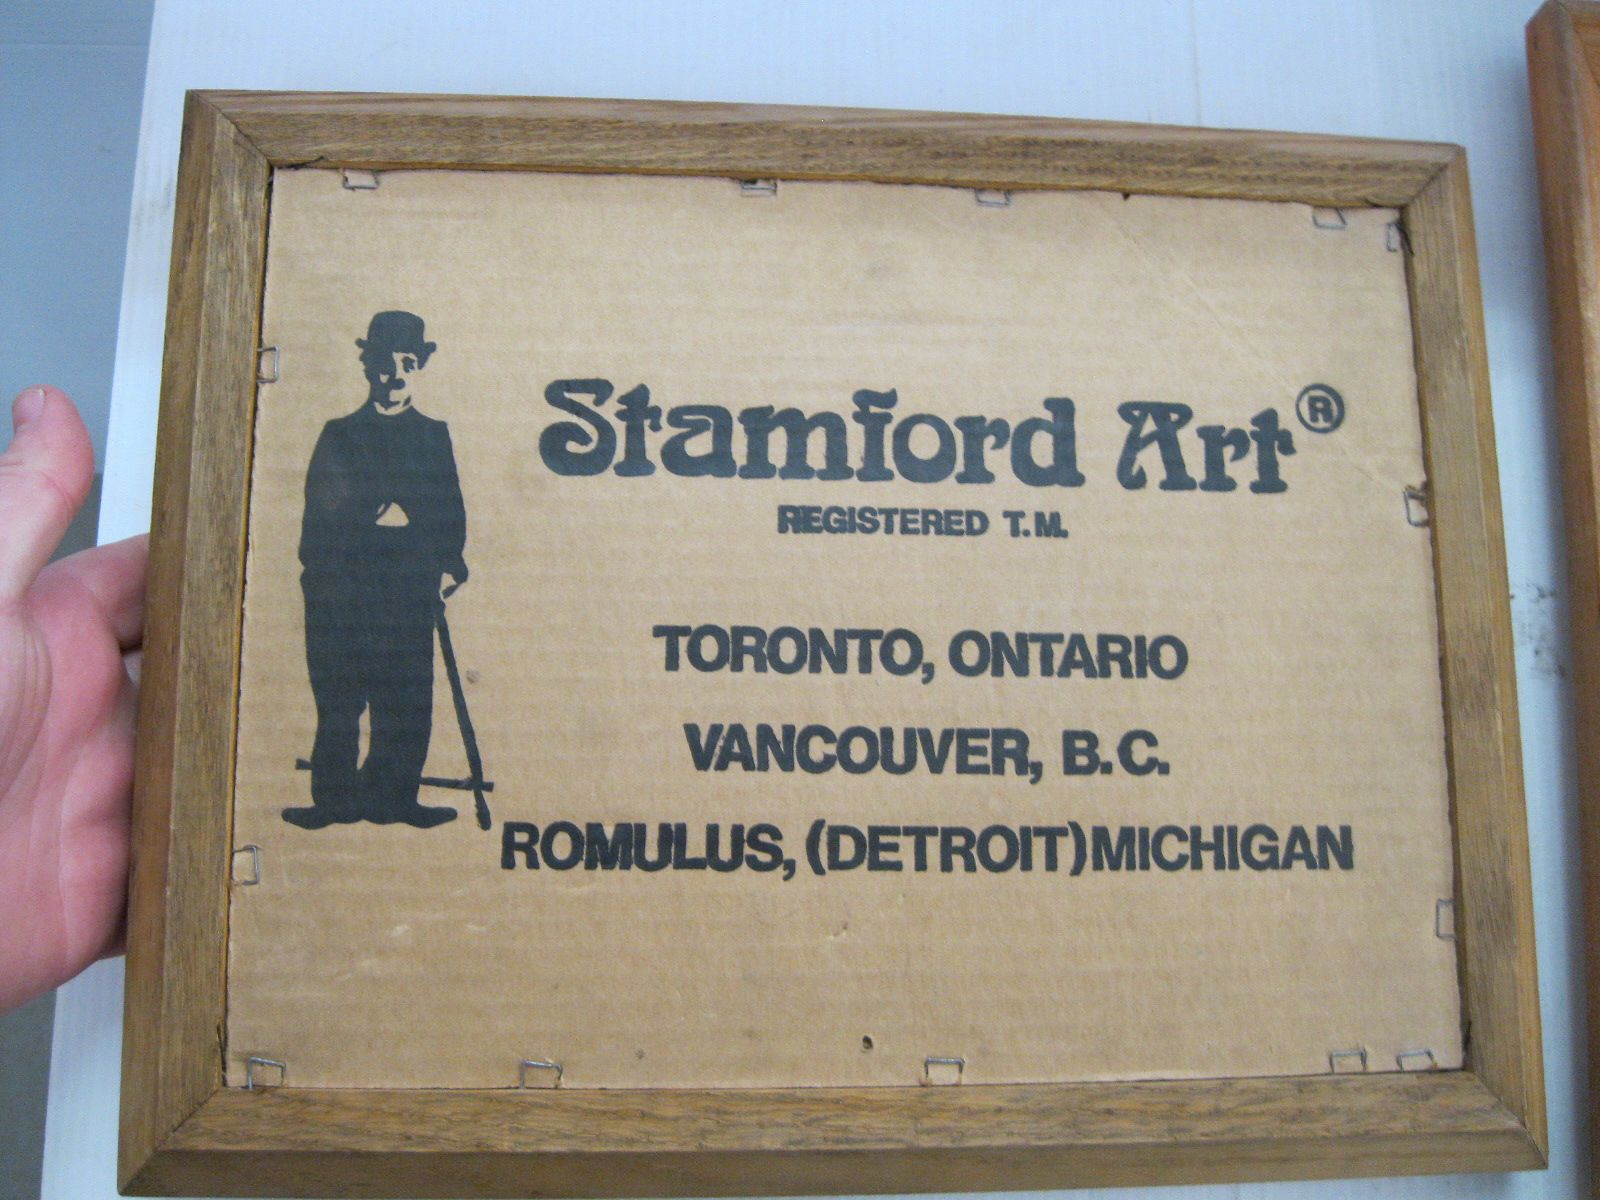 Stamford Art®
REGISTERED T.M.
TORONTO, ONTARIO
VANCOUVER, B.C.
ROMULUS, (DETROIT) MICHIGAN